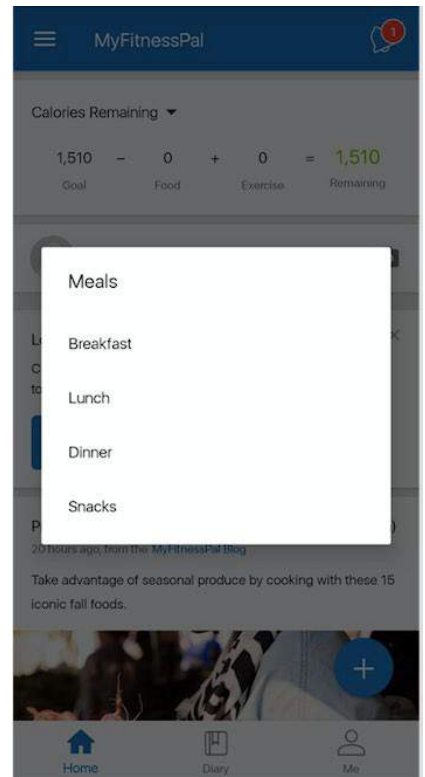 MyFitnessPal
1
Calories Remaining
1,510 – 0 + 0 = 1,510
Goal Food Exercise Remaining
Meals
Breakfast
Lunch
Dinner
Snacks
20 hours ago, from the MyFitnessPal Blog
Take advantage of seasonal produce by cooking with these 15
iconic fall foods.
+
Home Diary Me